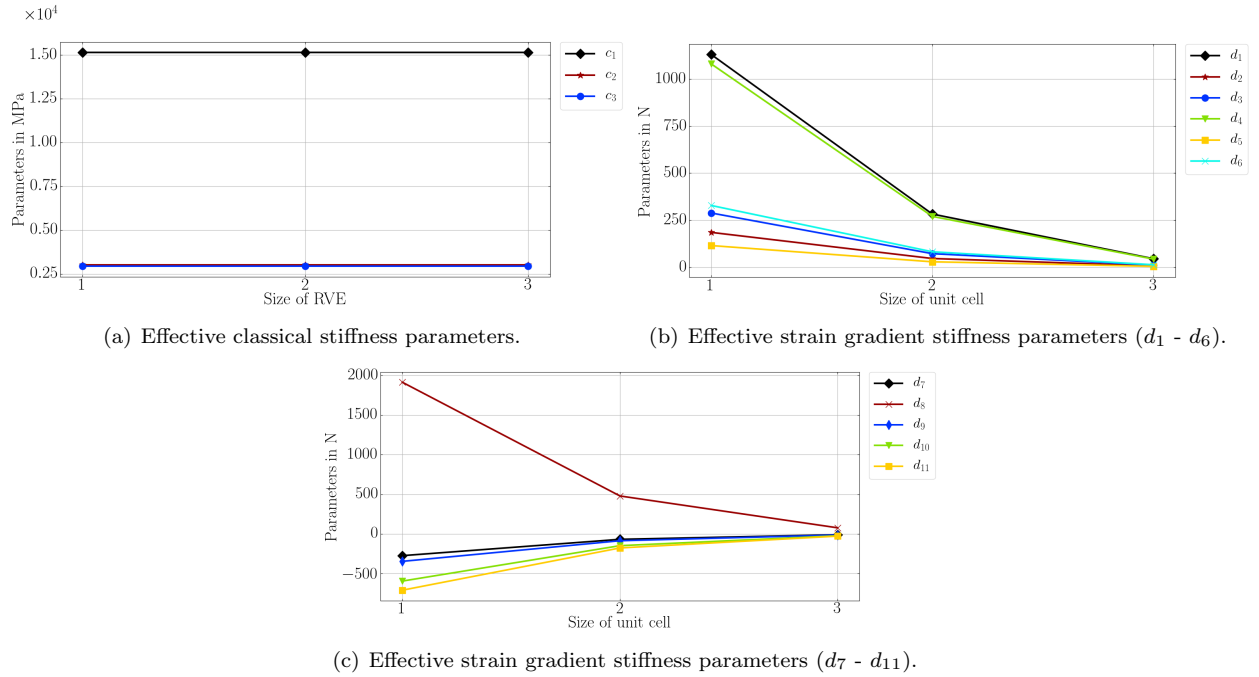 ×10⁴
1.5
1.25
1.00
0.75
0.50
0.25
Parameters in MPa
1 2 3
Size of RVE
c₁
c₂
c₃
(a) Effective classical stiffness parameters.
1000
750
500
250
0
Parameters in N
1 2 3
Size of unit cell
d₁
d₂
d₃
d₄
d₅
d₆
(b) Effective strain gradient stiffness parameters (d₁ - d₆).
2000
1500
1000
500
0
−500
Parameters in N
1 2 3
Size of unit cell
d₇
d₈
d₉
d₁₀
d₁₁
(c) Effective strain gradient stiffness parameters (d₇ - d₁₁).